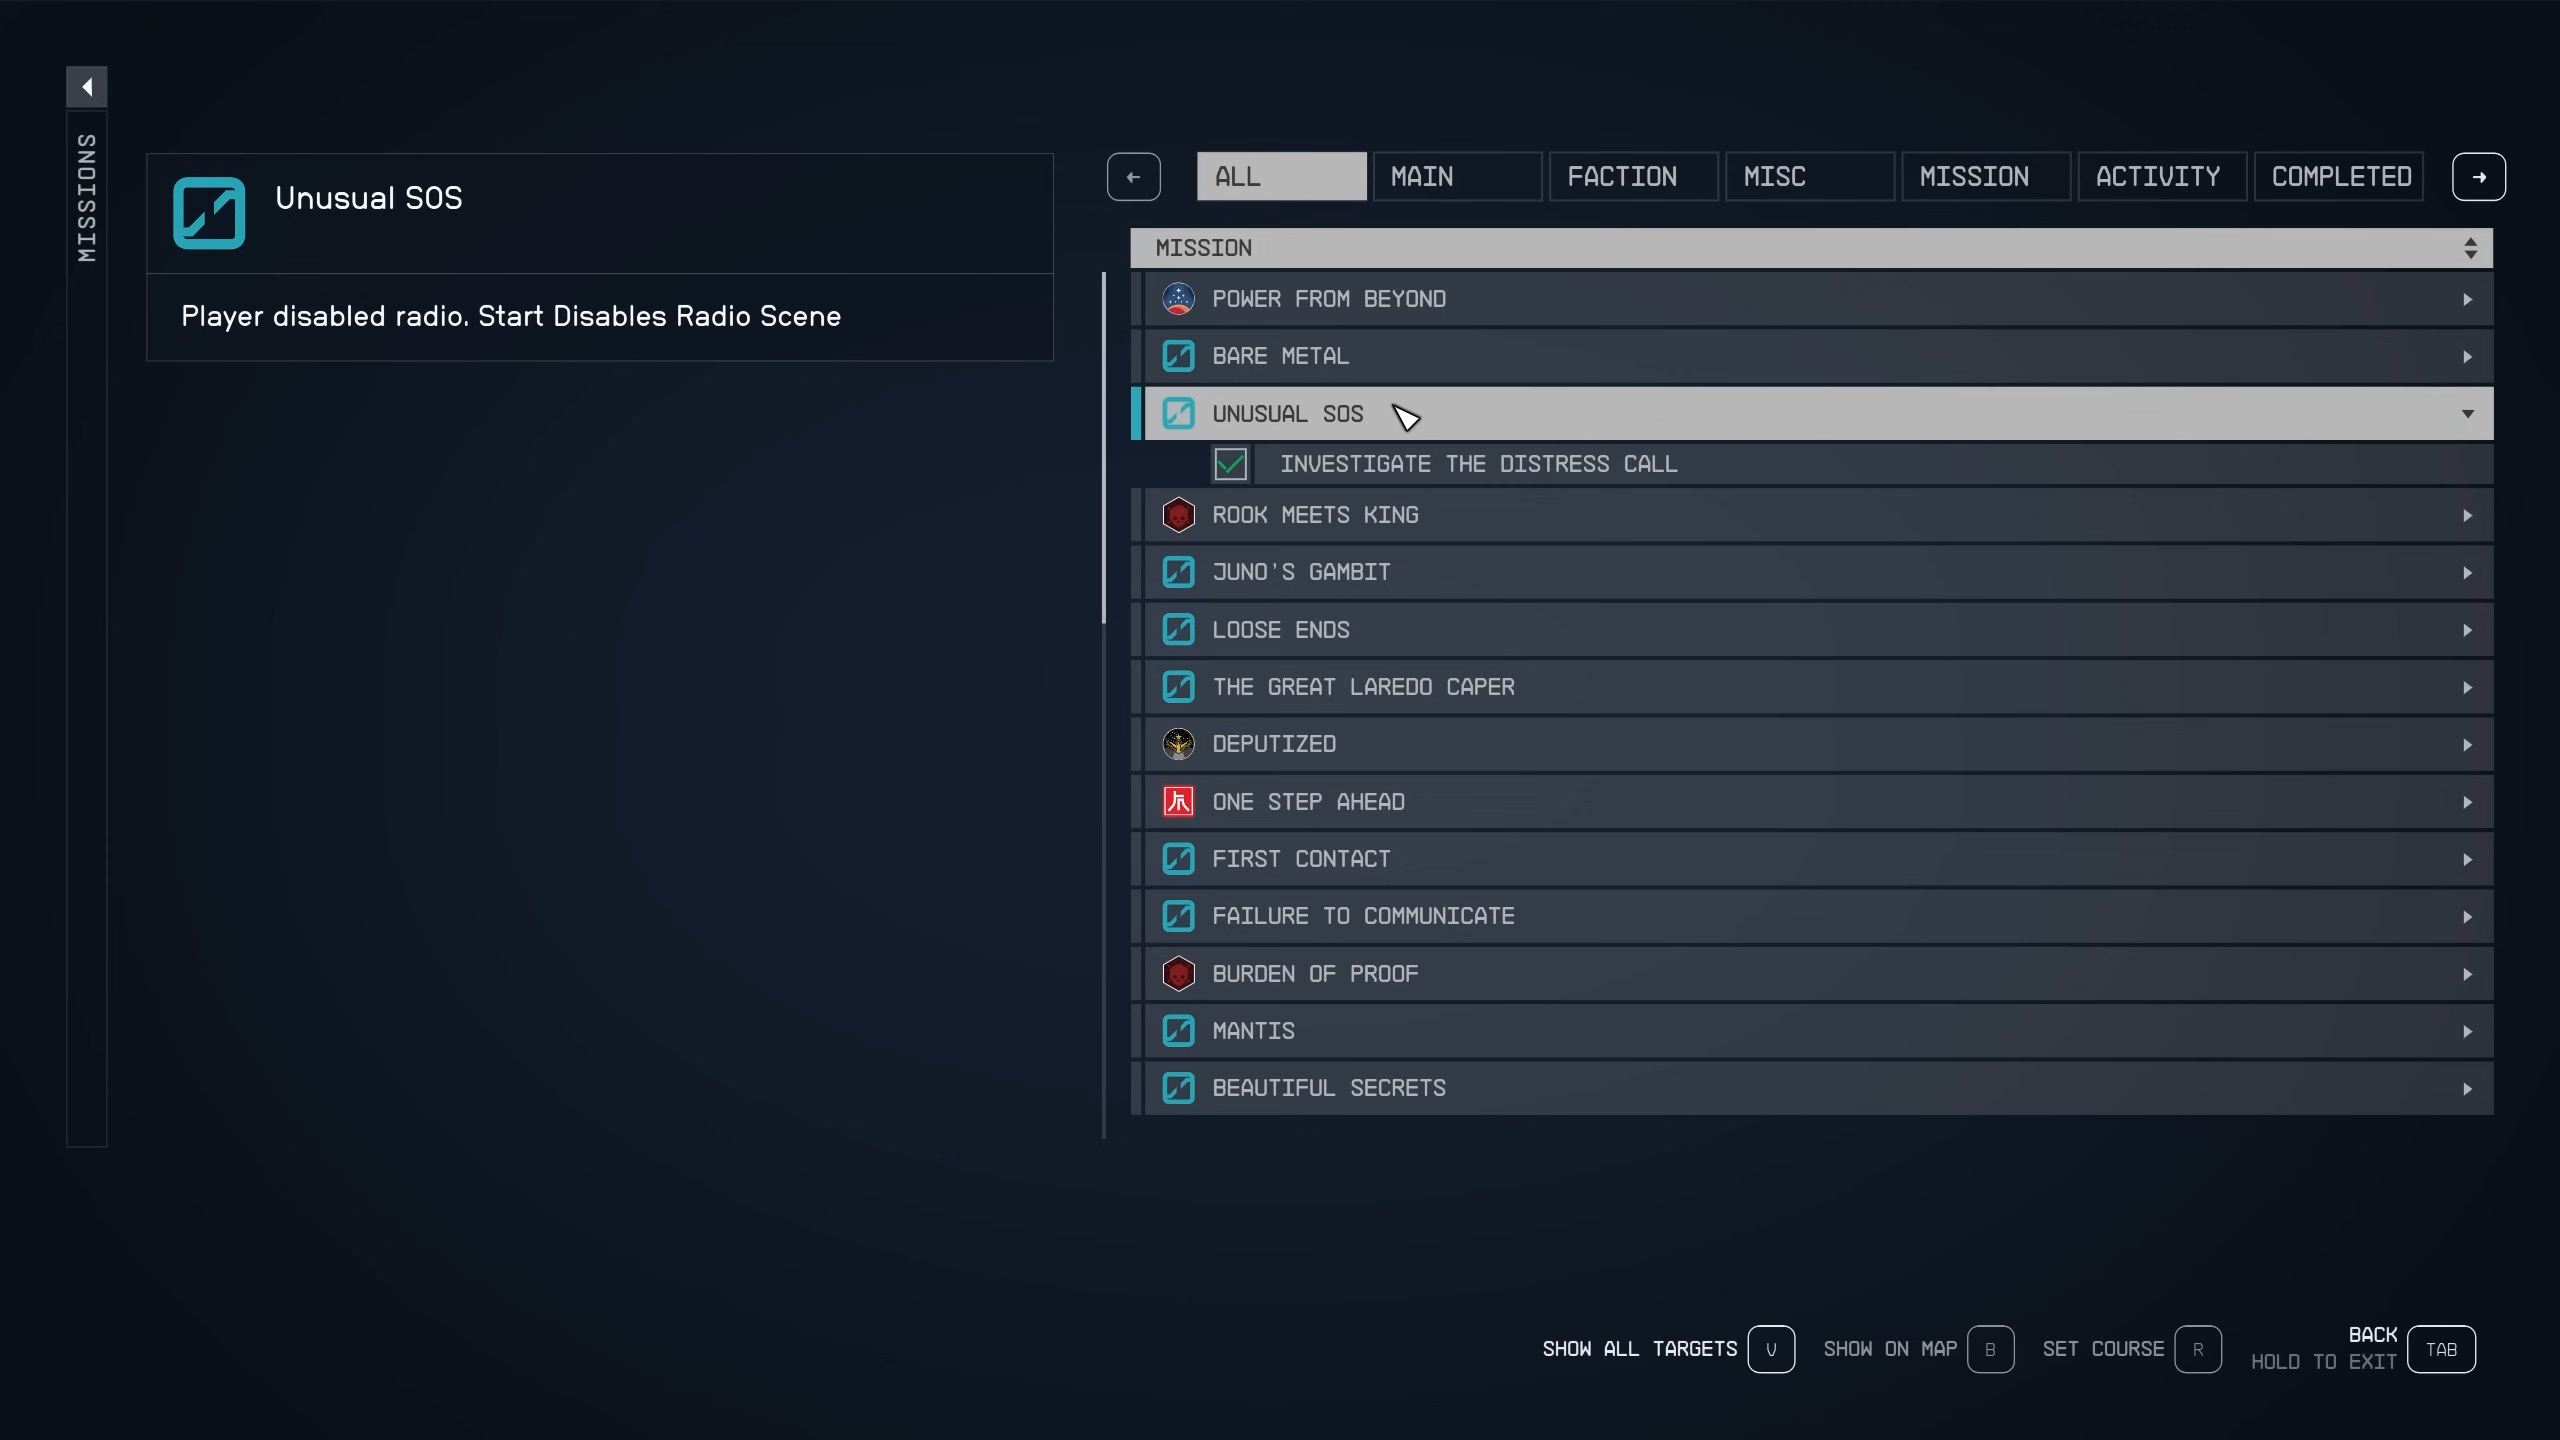 MISSIONS
Unusual SOS
Player disabled radio. Start Disables Radio Scene
ALL
MAIN
FACTION
MISC
MISSION
ACTIVITY
COMPLETED
MISSION
POWER FROM BEYOND
BARE METAL
UNUSUAL SOS
INVESTIGATE THE DISTRESS CALL
ROOK MEETS KING
JUNO'S GAMBIT
LOOSE ENDS
THE GREAT LAREDO CAPER
DEPUTIZED
ONE STEP AHEAD
FIRST CONTACT
FAILURE TO COMMUNICATE
BURDEN OF PROOF
MANTIS
BEAUTIFUL SECRETS
SHOW ALL TARGETS V
SHOW ON MAP B
SET COURSE R
BACK
HOLD TO EXIT
TAB